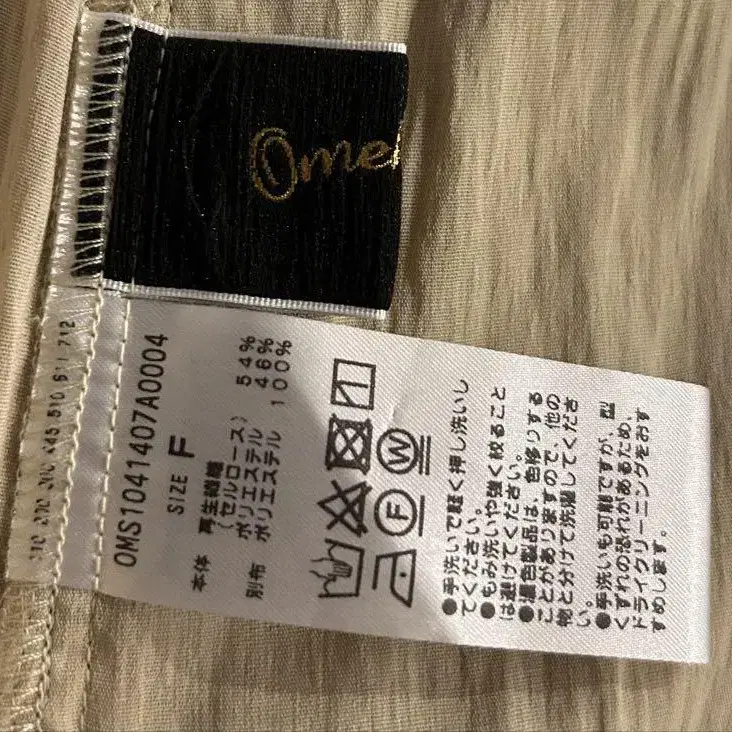 Ome
OMS1041407A0004
SIZE F
本体 再生繊維
(セルロース) 54%
ポリエステル 46%
別布 ポリエステル 100%
W
F
●手洗いで軽く押し洗いし
てください。
●もみ洗いや強く絞ること
は避けてください。
●濃色製品は、色移りする
ことがありますので、他の
物と分けて洗濯してくださ
い。
●手洗いも可能ですが、型
くずれの恐れがあるため、
ドライクリーニングをおす
すめします。